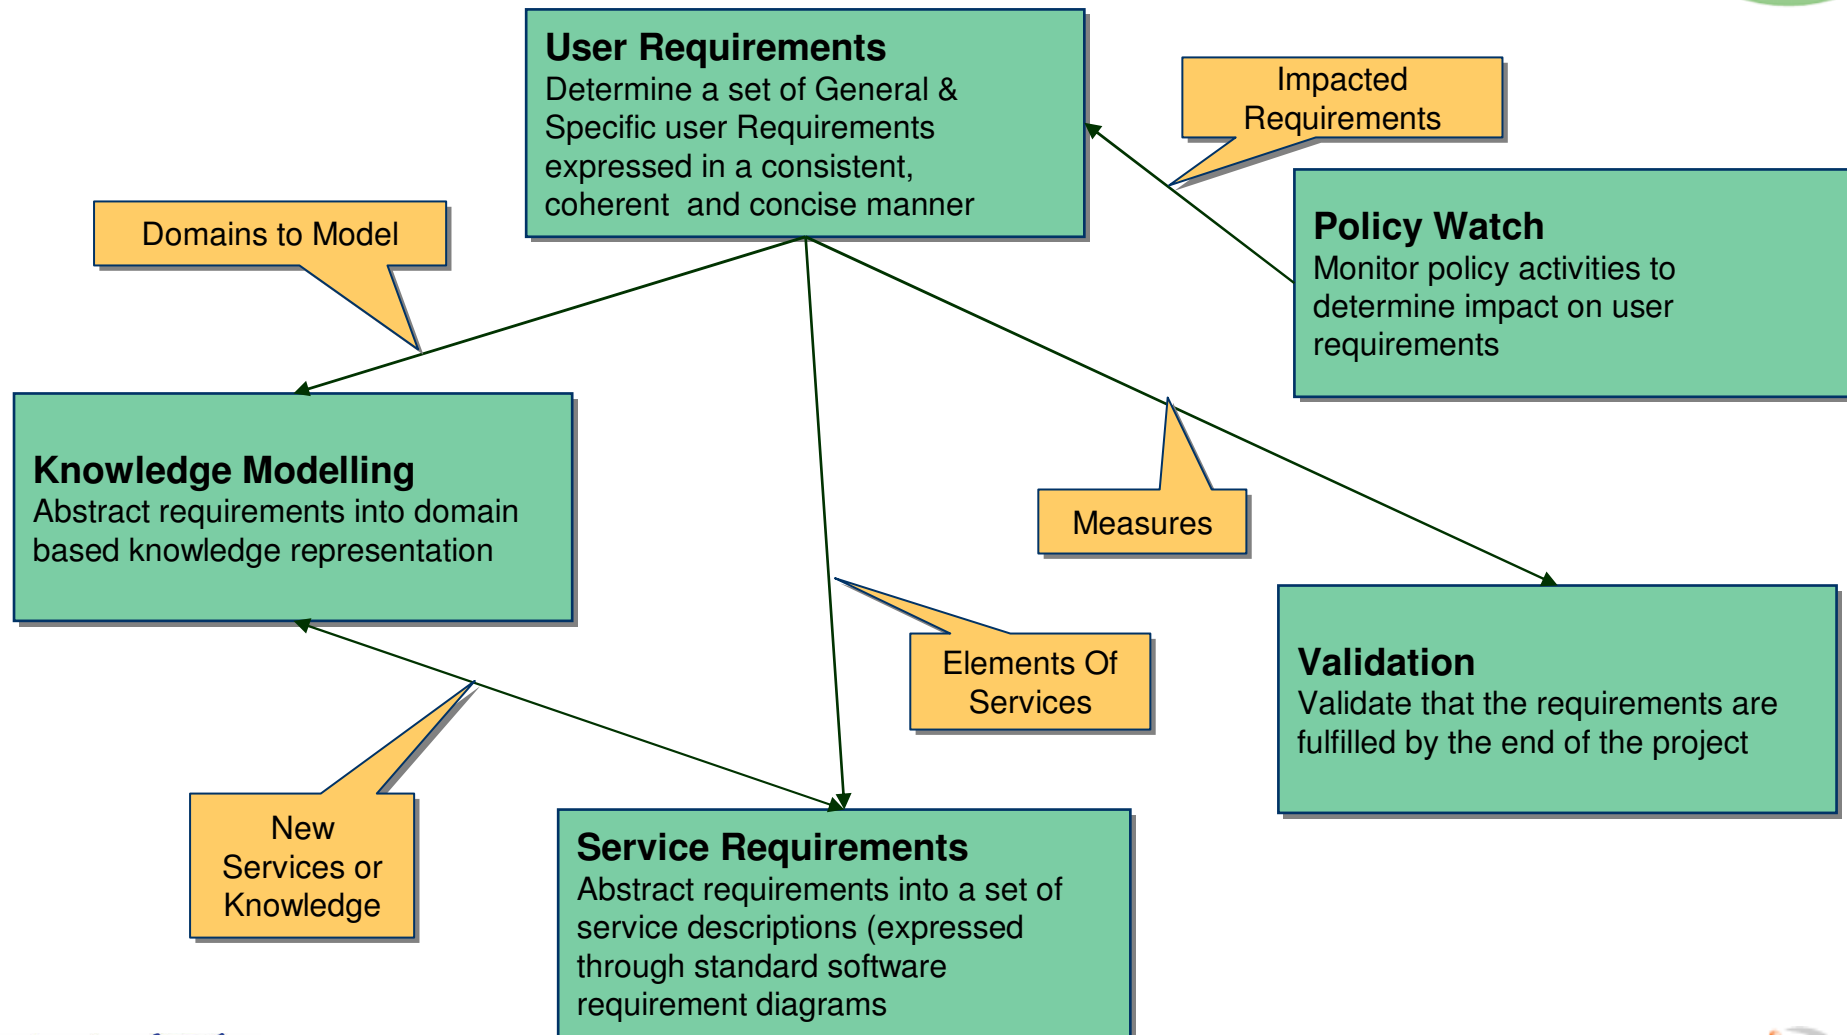 User Requirements
Determine a set of General &
Specific user Requirements
expressed in a consistent,
coherent and concise manner
Impacted
Requirements
Policy Watch
Monitor policy activities to
determine impact on user
requirements
Domains to Model
Knowledge Modelling
Abstract requirements into domain
based knowledge representation
Measures
Elements Of
Services
Validation
Validate that the requirements are
fulfilled by the end of the project
New
Services or
Knowledge
Service Requirements
Abstract requirements into a set of
service descriptions (expressed
through standard software
requirement diagrams